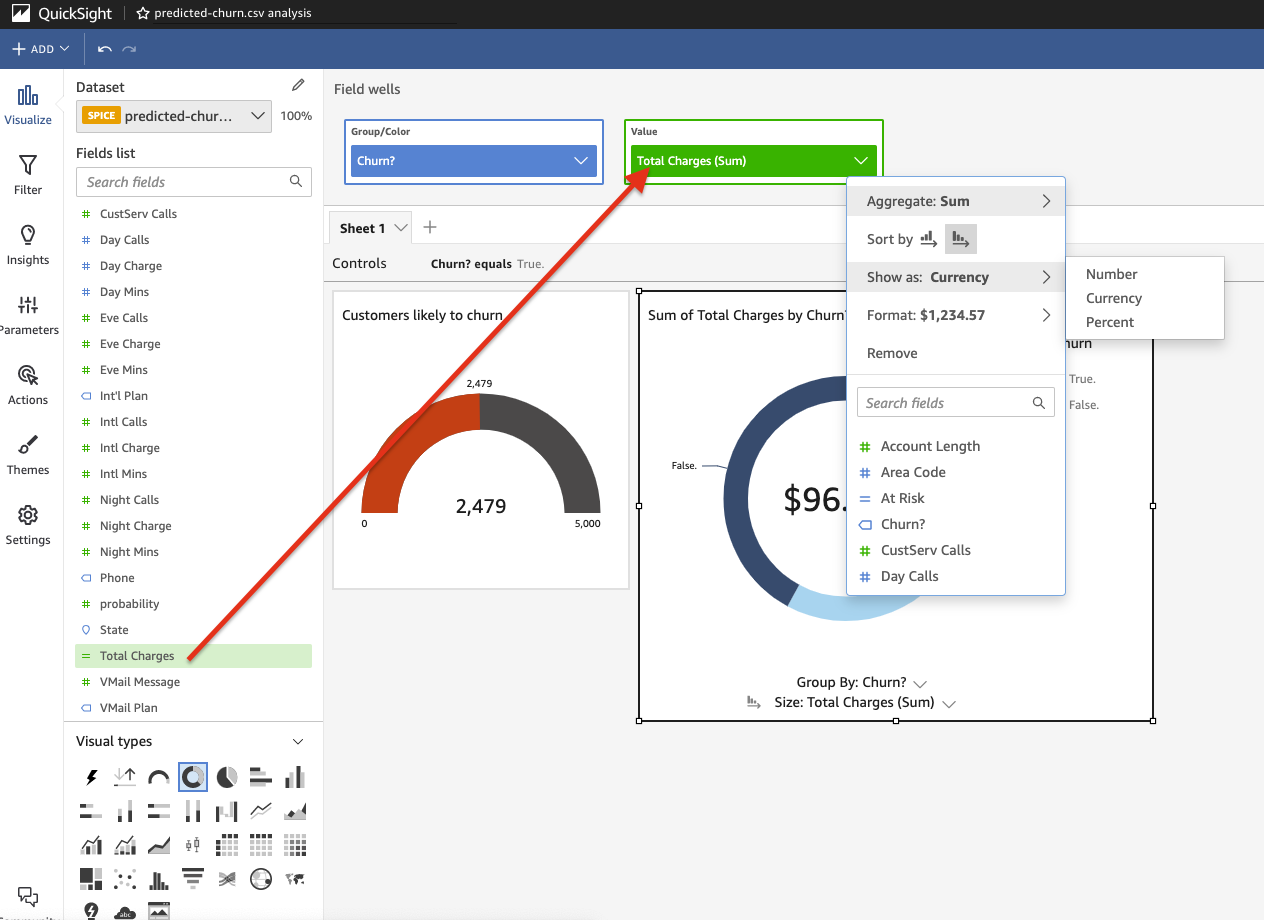 QuickSight
predicted-churn.csv analysis
ADD
Visualize
Filter
Insights
Parameters
Actions
Themes
Settings
Dataset
SPICE predicted-chur... 100%
Fields list
Search fields
CustServ Calls
Day Calls
Day Charge
Day Mins
Eve Calls
Eve Charge
Eve Mins
Int'l Plan
Intl Calls
Intl Charge
Intl Mins
Night Calls
Night Charge
Night Mins
Phone
probability
State
Total Charges
VMail Message
VMail Plan
Visual types
abc
Field wells
Group/Color
Churn?
Value
Total Charges (Sum)
Sheet 1
Controls
Churn? equals True.
Customers likely to churn
2,479
2,479
0
5,000
Sum of Total Charges by Churn?
False.
$96.
True.
False.
Group By: Churn?
Size: Total Charges (Sum)
Aggregate: Sum
Sort by
Show as: Currency
Format: $1,234.57
Remove
Search fields
Account Length
Area Code
At Risk
Churn?
CustServ Calls
Day Calls
Number
Currency
Percent